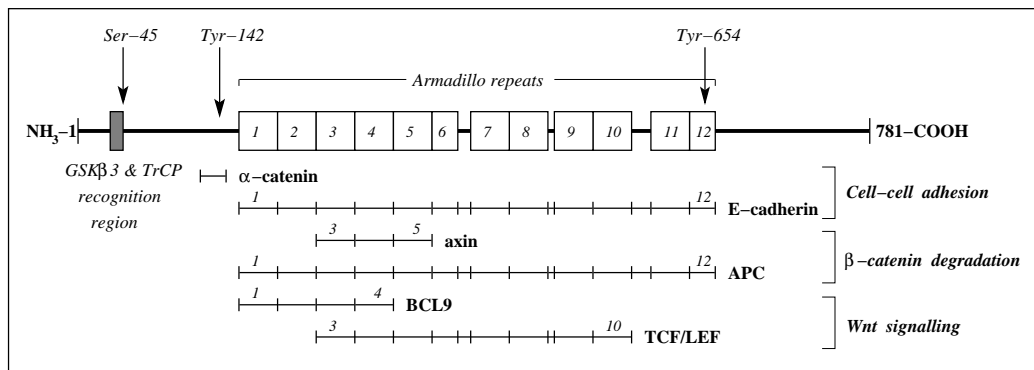 Ser−45 Tyr−142 Tyr−654
Armadillo repeats
NH3−1 1 2 3 4 5 6 7 8 9 10 11 12 781−COOH
GSKβ3 & TrCP
recognition
region
α−catenin
1 12 E−cadherin
Cell−cell adhesion
3 5 axin
1 12 APC
β−catenin degradation
1 4 BCL9
3 10 TCF/LEF
Wnt signalling